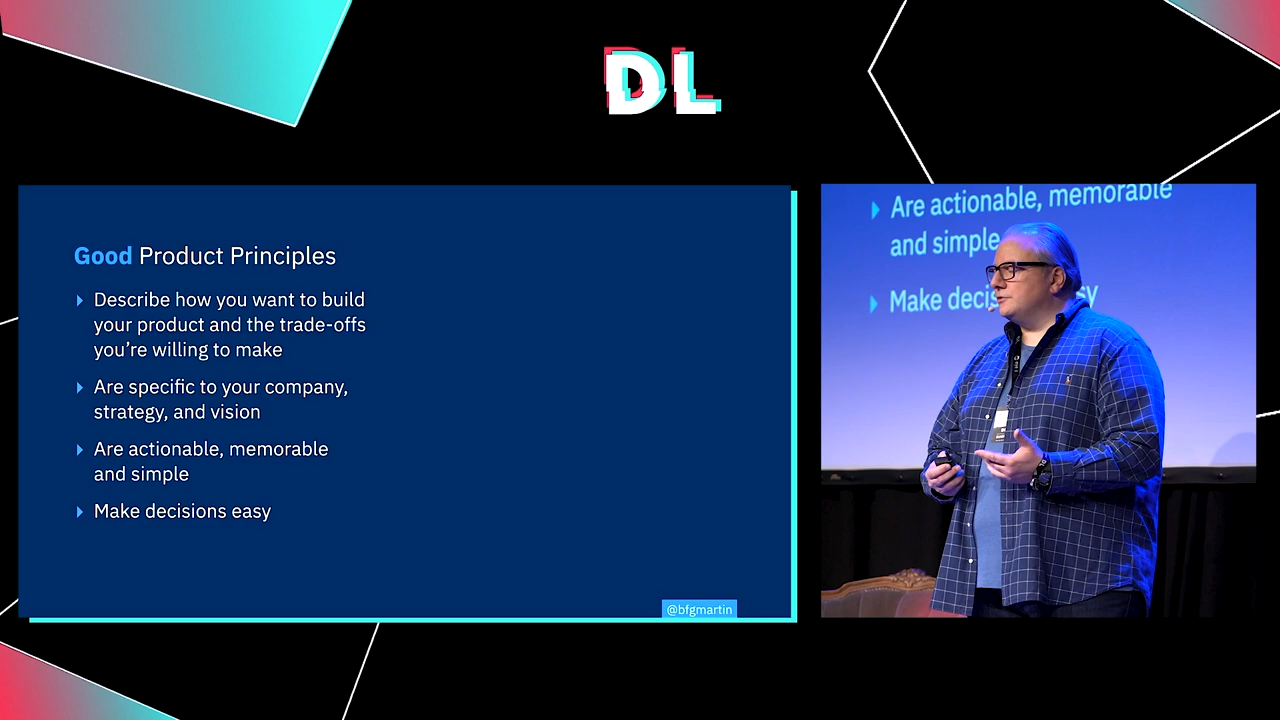 DL
Good Product Principles
Describe how you want to build
your product and the trade-offs
you're willing to make
Are specific to your company,
strategy, and vision
Are actionable, memorable
and simple
Make decisions easy
@bfgmartin
Are actionable, memorable
and simple
Make decis
sy